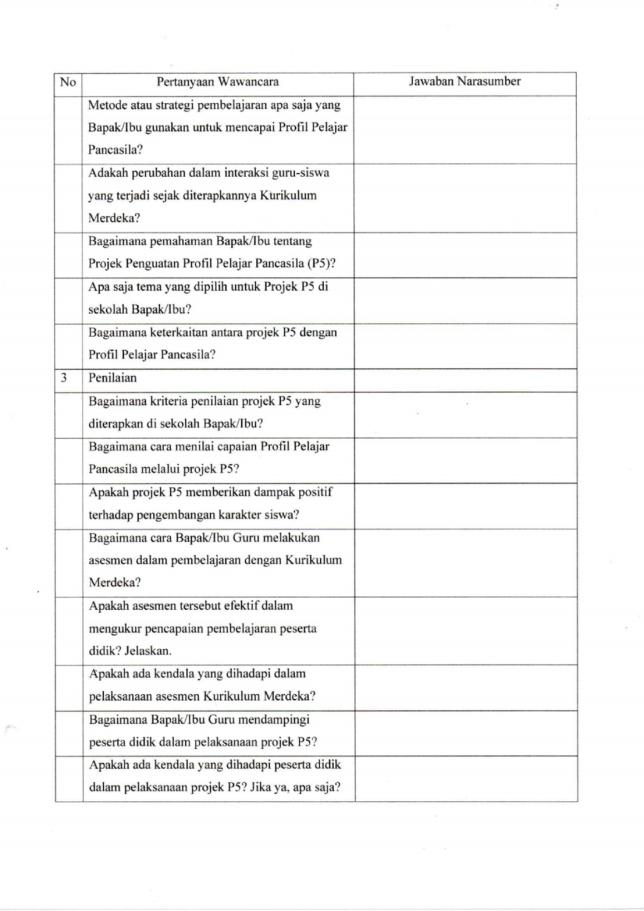 No Pertanyaan Wawancara Jawaban Narasumber
Metode atau strategi pembelajaran apa saja yang
Bapak/Ibu gunakan untuk mencapai Profil Pelajar
Pancasila?
Adakah perubahan dalam interaksi guru-siswa
yang terjadi sejak diterapkannya Kurikulum
Merdeka?
Bagaimana pemahaman Bapak/Ibu tentang
Projek Penguatan Profil Pelajar Pancasila (P5)?
Apa saja tema yang dipilih untuk Projek P5 di
sekolah Bapak/Ibu?
Bagaimana keterkaitan antara projek P5 dengan
Profil Pelajar Pancasila?
3 Penilaian
Bagaimana kriteria penilaian projek P5 yang
diterapkan di sekolah Bapak/Ibu?
Bagaimana cara menilai capaian Profil Pelajar
Pancasila melalui projek P5?
Apakah projek P5 memberikan dampak positif
terhadap pengembangan karakter siswa?
Bagaimana cara Bapak/Ibu Guru melakukan
asesmen dalam pembelajaran dengan Kurikulum
Merdeka?
Apakah asesmen tersebut efektif dalam
mengukur pencapaian pembelajaran peserta
didik? Jelaskan.
Apakah ada kendala yang dihadapi dalam
pelaksanaan asesmen Kurikulum Merdeka?
Bagaimana Bapak/Ibu Guru mendampingi
peserta didik dalam pelaksanaan projek P5?
Apakah ada kendala yang dihadapi peserta didik
dalam pelaksanaan projek P5? Jika ya, apa saja?